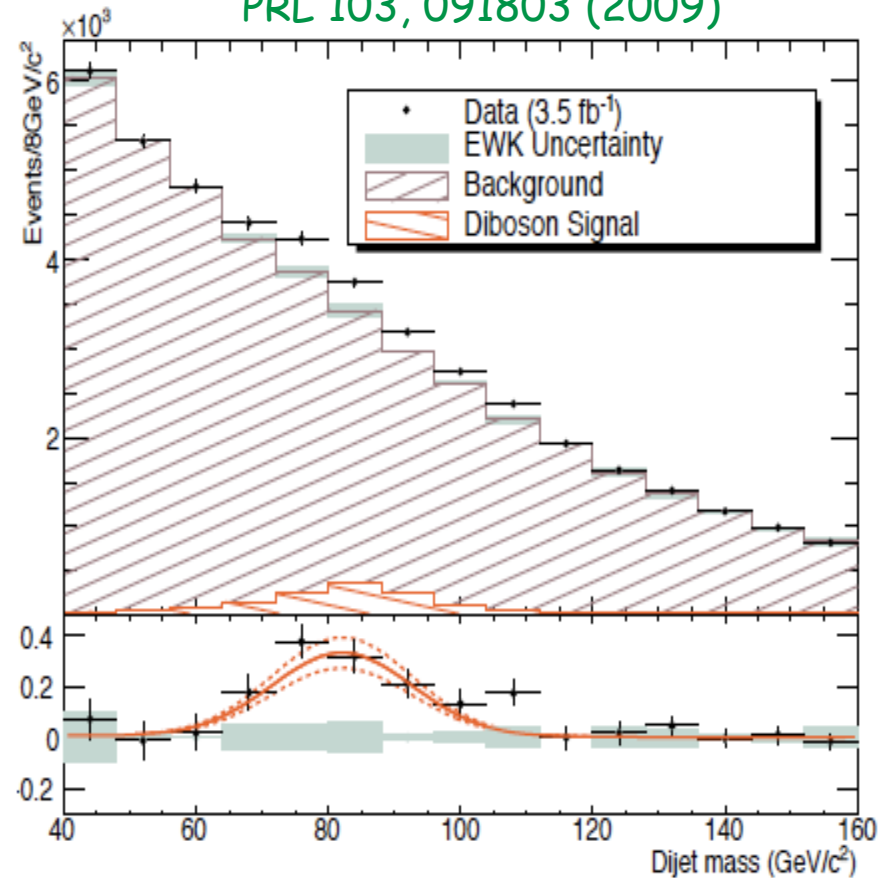 PRL 103, 091803 (2009)
×10³
Events/8GeV/c²
6
4
2
Data (3.5 fb⁻¹)
EWK Uncertainty
Background
Diboson Signal
0.4
0.2
0
-0.2
40 60 80 100 120 140 160
Dijet mass (GeV/c²)